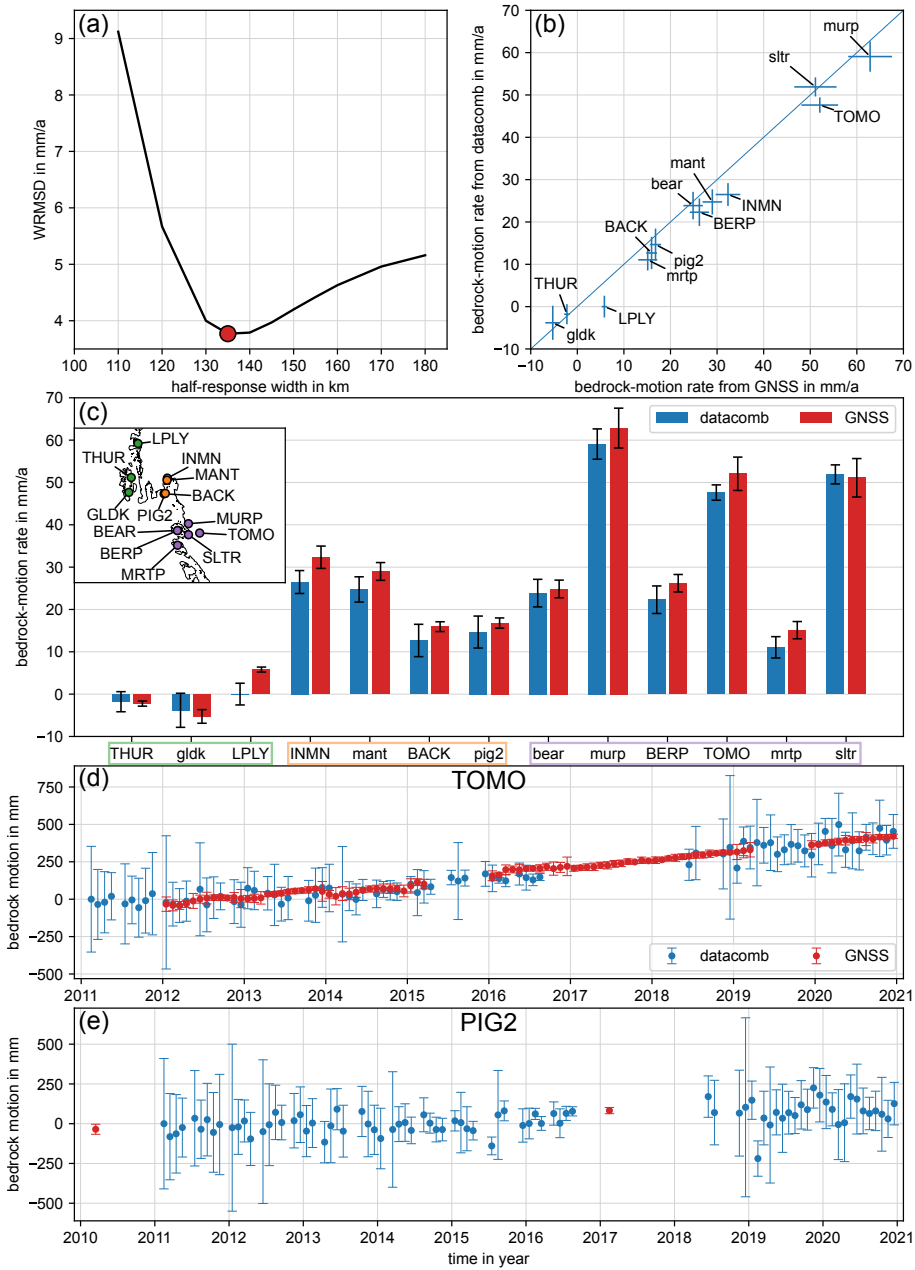 (a)
9
8
7
6
5
4
WRMSD in mm/a
100 110 120 130 140 150 160 170 180
half-response width in km
(b)
70
60
50
40
30
20
10
0
−10
bedrock-motion rate from datacomb in mm/a
murp
sltr
TOMO
mant
bear
INMN
BERP
BACK
pig2
mrtp
THUR
LPLY
gldk
−10 0 10 20 30 40 50 60 70
bedrock-motion rate from GNSS in mm/a
(c)
70
60
50
40
30
20
10
0
−10
bedrock-motion rate in mm/a
datacomb GNSS
LPLY
THUR
INMN
MANT
BACK
GLDK
PIG2
MURP
BEAR
TOMO
BERP
SLTR
MRTP
THUR gldk LPLY INMN mant BACK pig2 bear murp BERP TOMO mrtp sltr
(d)
TOMO
750
500
250
0
−250
−500
bedrock motion in mm
datacomb GNSS
2011 2012 2013 2014 2015 2016 2017 2018 2019 2020 2021
(e)
PIG2
500
250
0
−250
−500
bedrock motion in mm
2010 2011 2012 2013 2014 2015 2016 2017 2018 2019 2020 2021
time in year